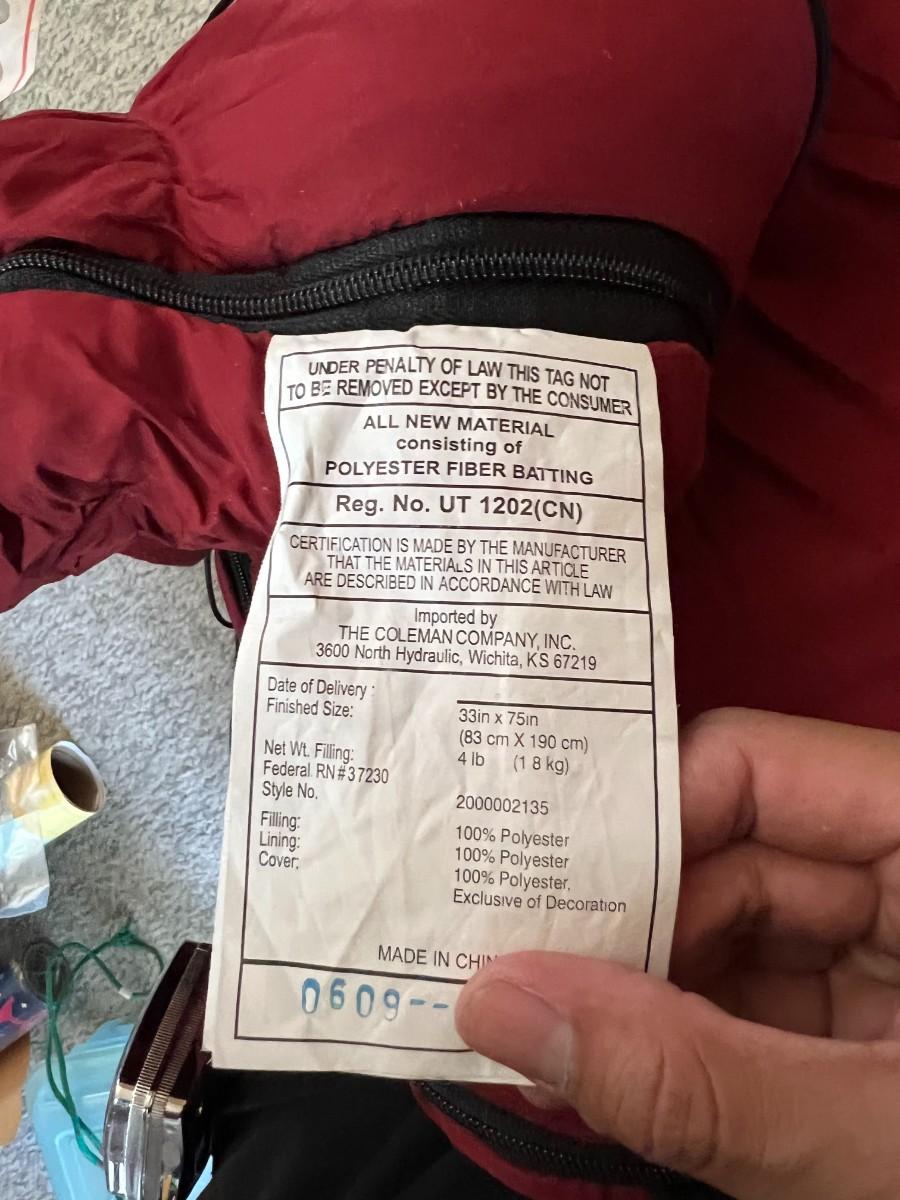 UNDER PENALTY OF LAW THIS TAG NOT
TO BE REMOVED EXCEPT BY THE CONSUMER
ALL NEW MATERIAL
consisting of
POLYESTER FIBER BATTING
Reg. No. UT 1202(CN)
CERTIFICATION IS MADE BY THE MANUFACTURER
THAT THE MATERIALS IN THIS ARTICLE
ARE DESCRIBED IN ACCORDANCE WITH LAW
Imported by
THE COLEMAN COMPANY, INC.
3600 North Hydraulic, Wichita, KS 67219
Date of Delivery :
Finished Size: 33in x 75in
(83 cm X 190 cm)
Net Wt. Filling: 4 lb (1 8 kg)
Federal RN#37230
Style No. 2000002135
Filling: 100% Polyester
Lining: 100% Polyester
Cover: 100% Polyester,
Exclusive of Decoration
MADE IN CHIN
0609--